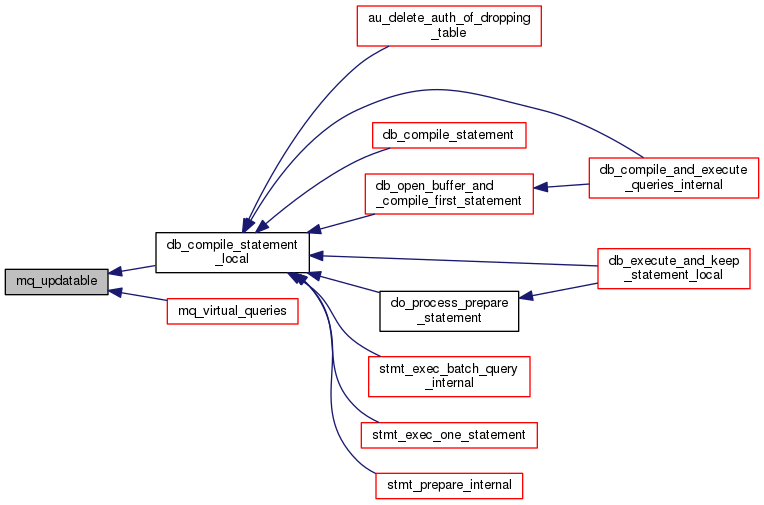 au_delete_auth_of_dropping
_table
db_compile_statement
db_compile_and_execute
_queries_internal
db_open_buffer_and
_compile_first_statement
db_compile_statement
_local
db_execute_and_keep
_statement_local
mq_updatable
do_process_prepare
_statement
mq_virtual_queries
stmt_exec_batch_query
_internal
stmt_exec_one_statement
stmt_prepare_internal